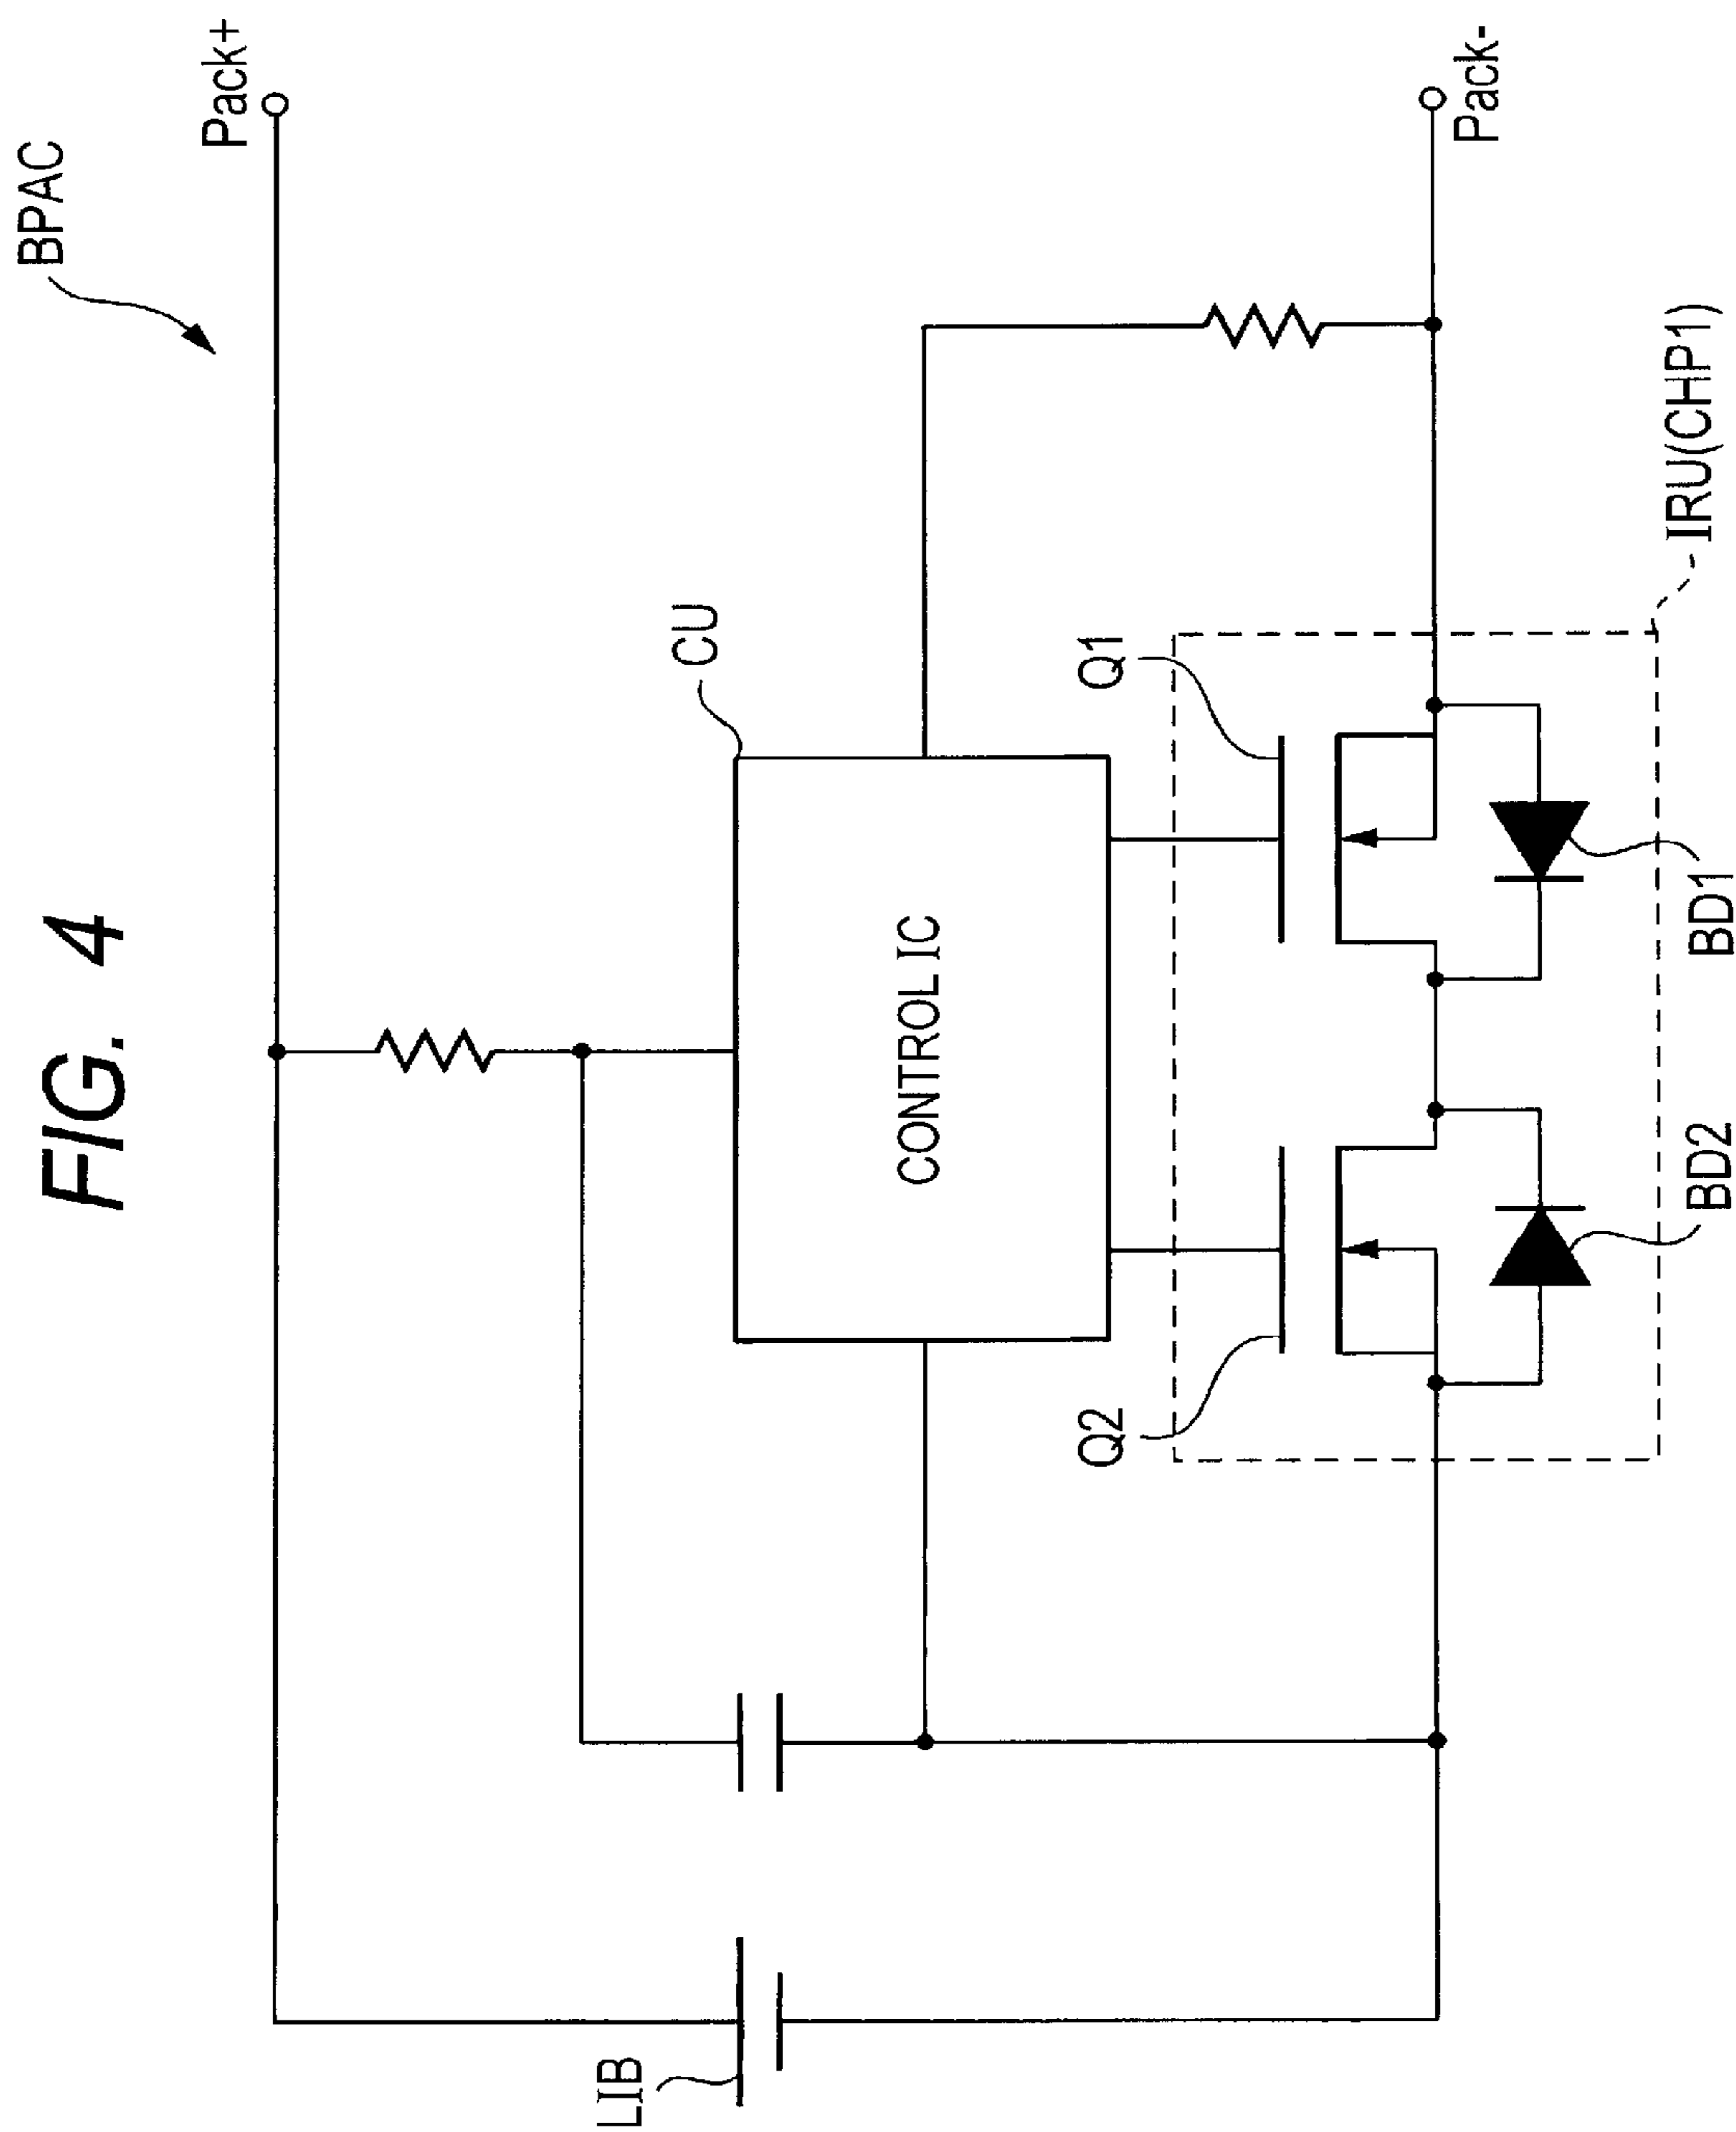 FIG. 4
BPAC
Pack+
LIB
CU
CONTROL IC
Q2
Q1
Pack-
BD2
BD1
IRU(CHP1)